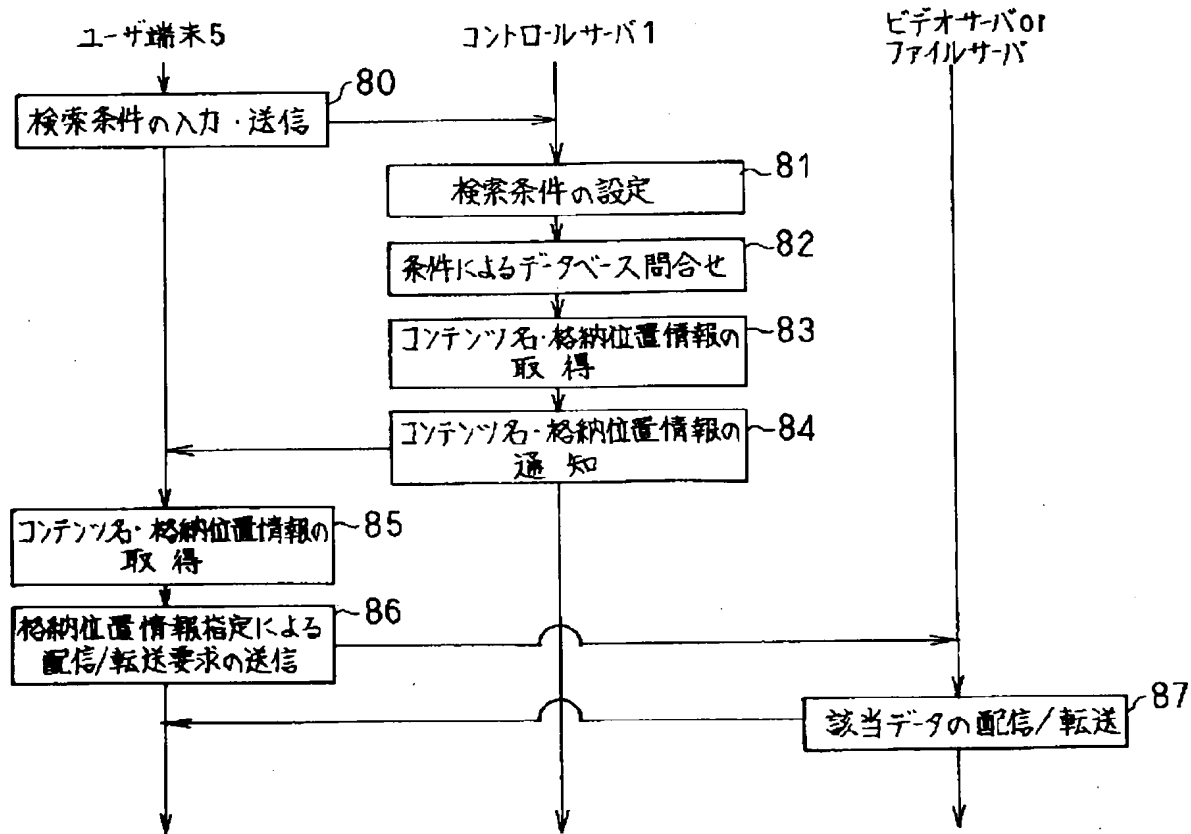 ユーザ端末5
コントロールサーバ1
ビデオサーバor
ファイルサーバ
80
検索条件の入力・送信
81
検索条件の設定
82
条件によるデータベース問合せ
83
コンテンツ名・格納位置情報の
取得
84
コンテンツ名・格納位置情報の
通知
85
コンテンツ名・格納位置情報の
取得
86
格納位置情報指定による
配信/転送要求の送信
87
該当データの配信/転送